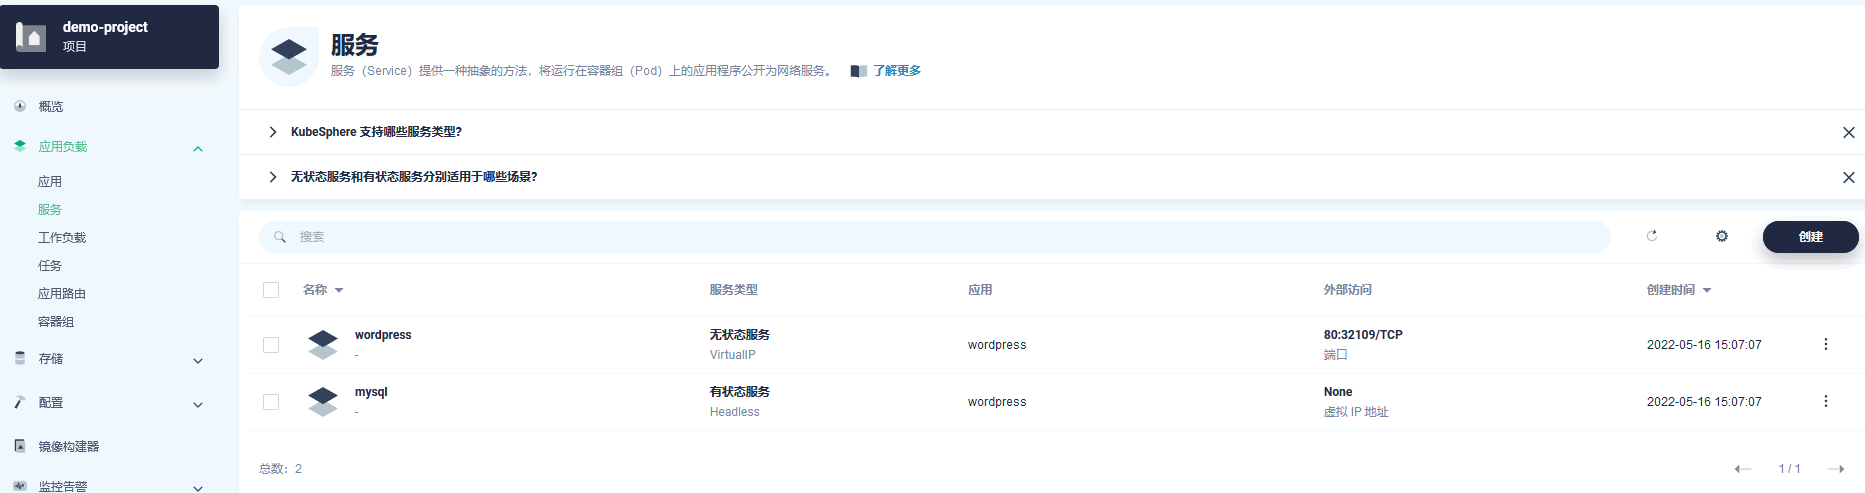 demo-project
项目
概览
应用负载
应用
服务
工作负载
任务
应用路由
容器组
存储
配置
镜像构建器
监控告警
服务
服务（Service）提供一种抽象的方法，将运行在容器组（Pod）上的应用程序公开为网络服务。 了解更多
KubeSphere 支持哪些服务类型?
无状态服务和有状态服务分别适用于哪些场景?
搜索
创建
名称 服务类型 应用 外部访问 创建时间
wordpress 无状态服务 wordpress 80:32109/TCP 2022-05-16 15:07:07
- VirtualIP 端口
mysql 有状态服务 wordpress None 2022-05-16 15:07:07
- Headless 虚拟 IP 地址
总数：2 1 / 1